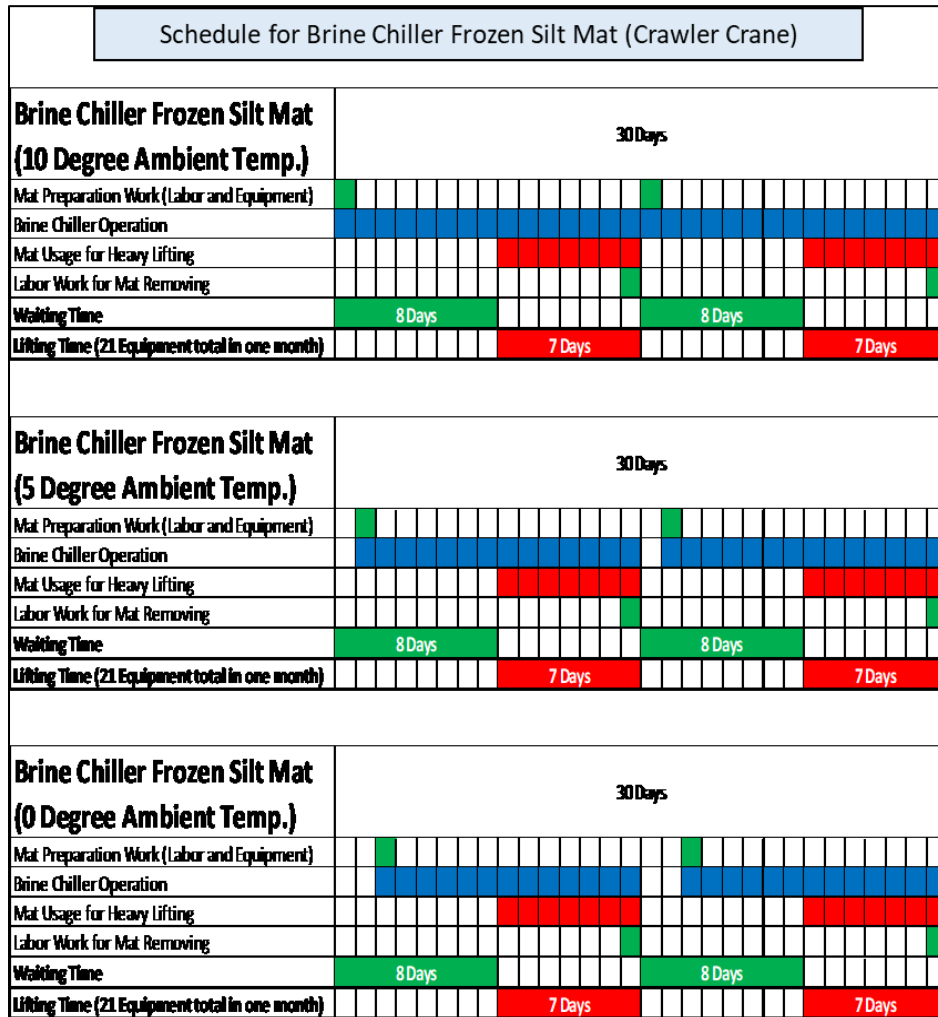 Schedule for Brine Chiller Frozen Silt Mat (Crawler Crane)
Brine Chiller Frozen Silt Mat
(10 Degree Ambient Temp.)
30 Days
Mat Preparation Work (Labor and Equipment)
Brine Chiller Operation
Mat Usage for Heavy Lifting
Labor Work for Mat Removing
Waiting Time 8 Days 8 Days
Lifting Time (21 Equipment total in one month) 7 Days 7 Days
Brine Chiller Frozen Silt Mat
(5 Degree Ambient Temp.)
30 Days
Mat Preparation Work (Labor and Equipment)
Brine Chiller Operation
Mat Usage for Heavy Lifting
Labor Work for Mat Removing
Waiting Time 8 Days 8 Days
Lifting Time (21 Equipment total in one month) 7 Days 7 Days
Brine Chiller Frozen Silt Mat
(0 Degree Ambient Temp.)
30 Days
Mat Preparation Work (Labor and Equipment)
Brine Chiller Operation
Mat Usage for Heavy Lifting
Labor Work for Mat Removing
Waiting Time 8 Days 8 Days
Lifting Time (21 Equipment total in one month) 7 Days 7 Days